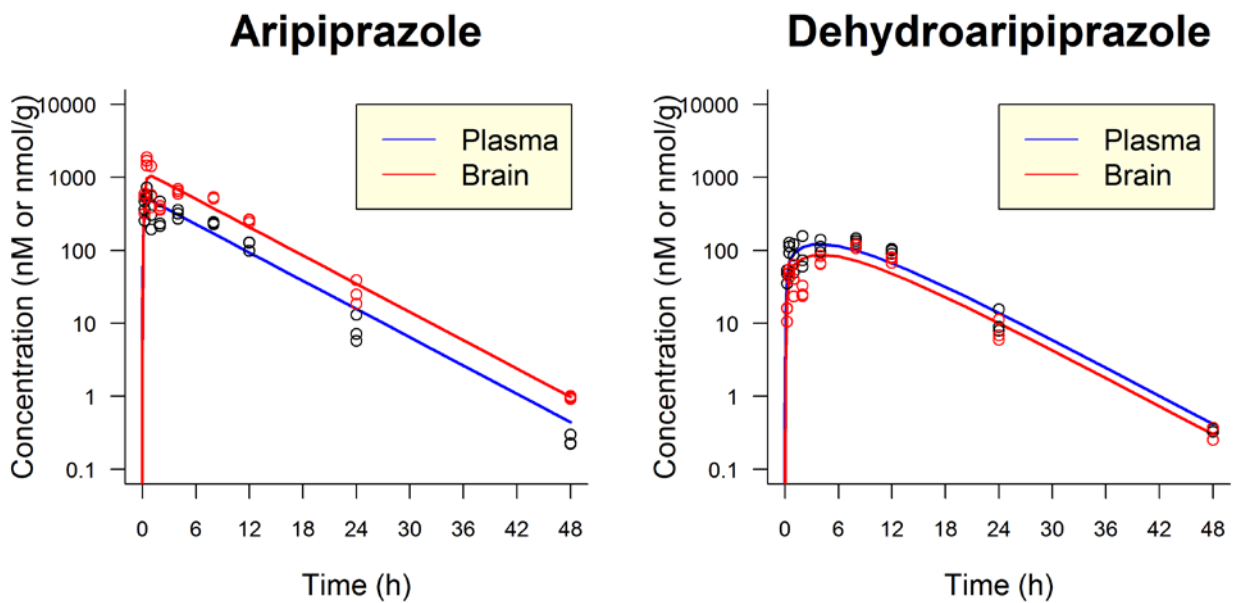 Aripiprazole
Concentration (nM or nmol/g)
10000
1000
100
10
1
0.1
Plasma
Brain
0 6 12 18 24 30 36 42 48
Time (h)
Dehydroaripiprazole
Concentration (nM or nmol/g)
10000
1000
100
10
1
0.1
Plasma
Brain
0 6 12 18 24 30 36 42 48
Time (h)